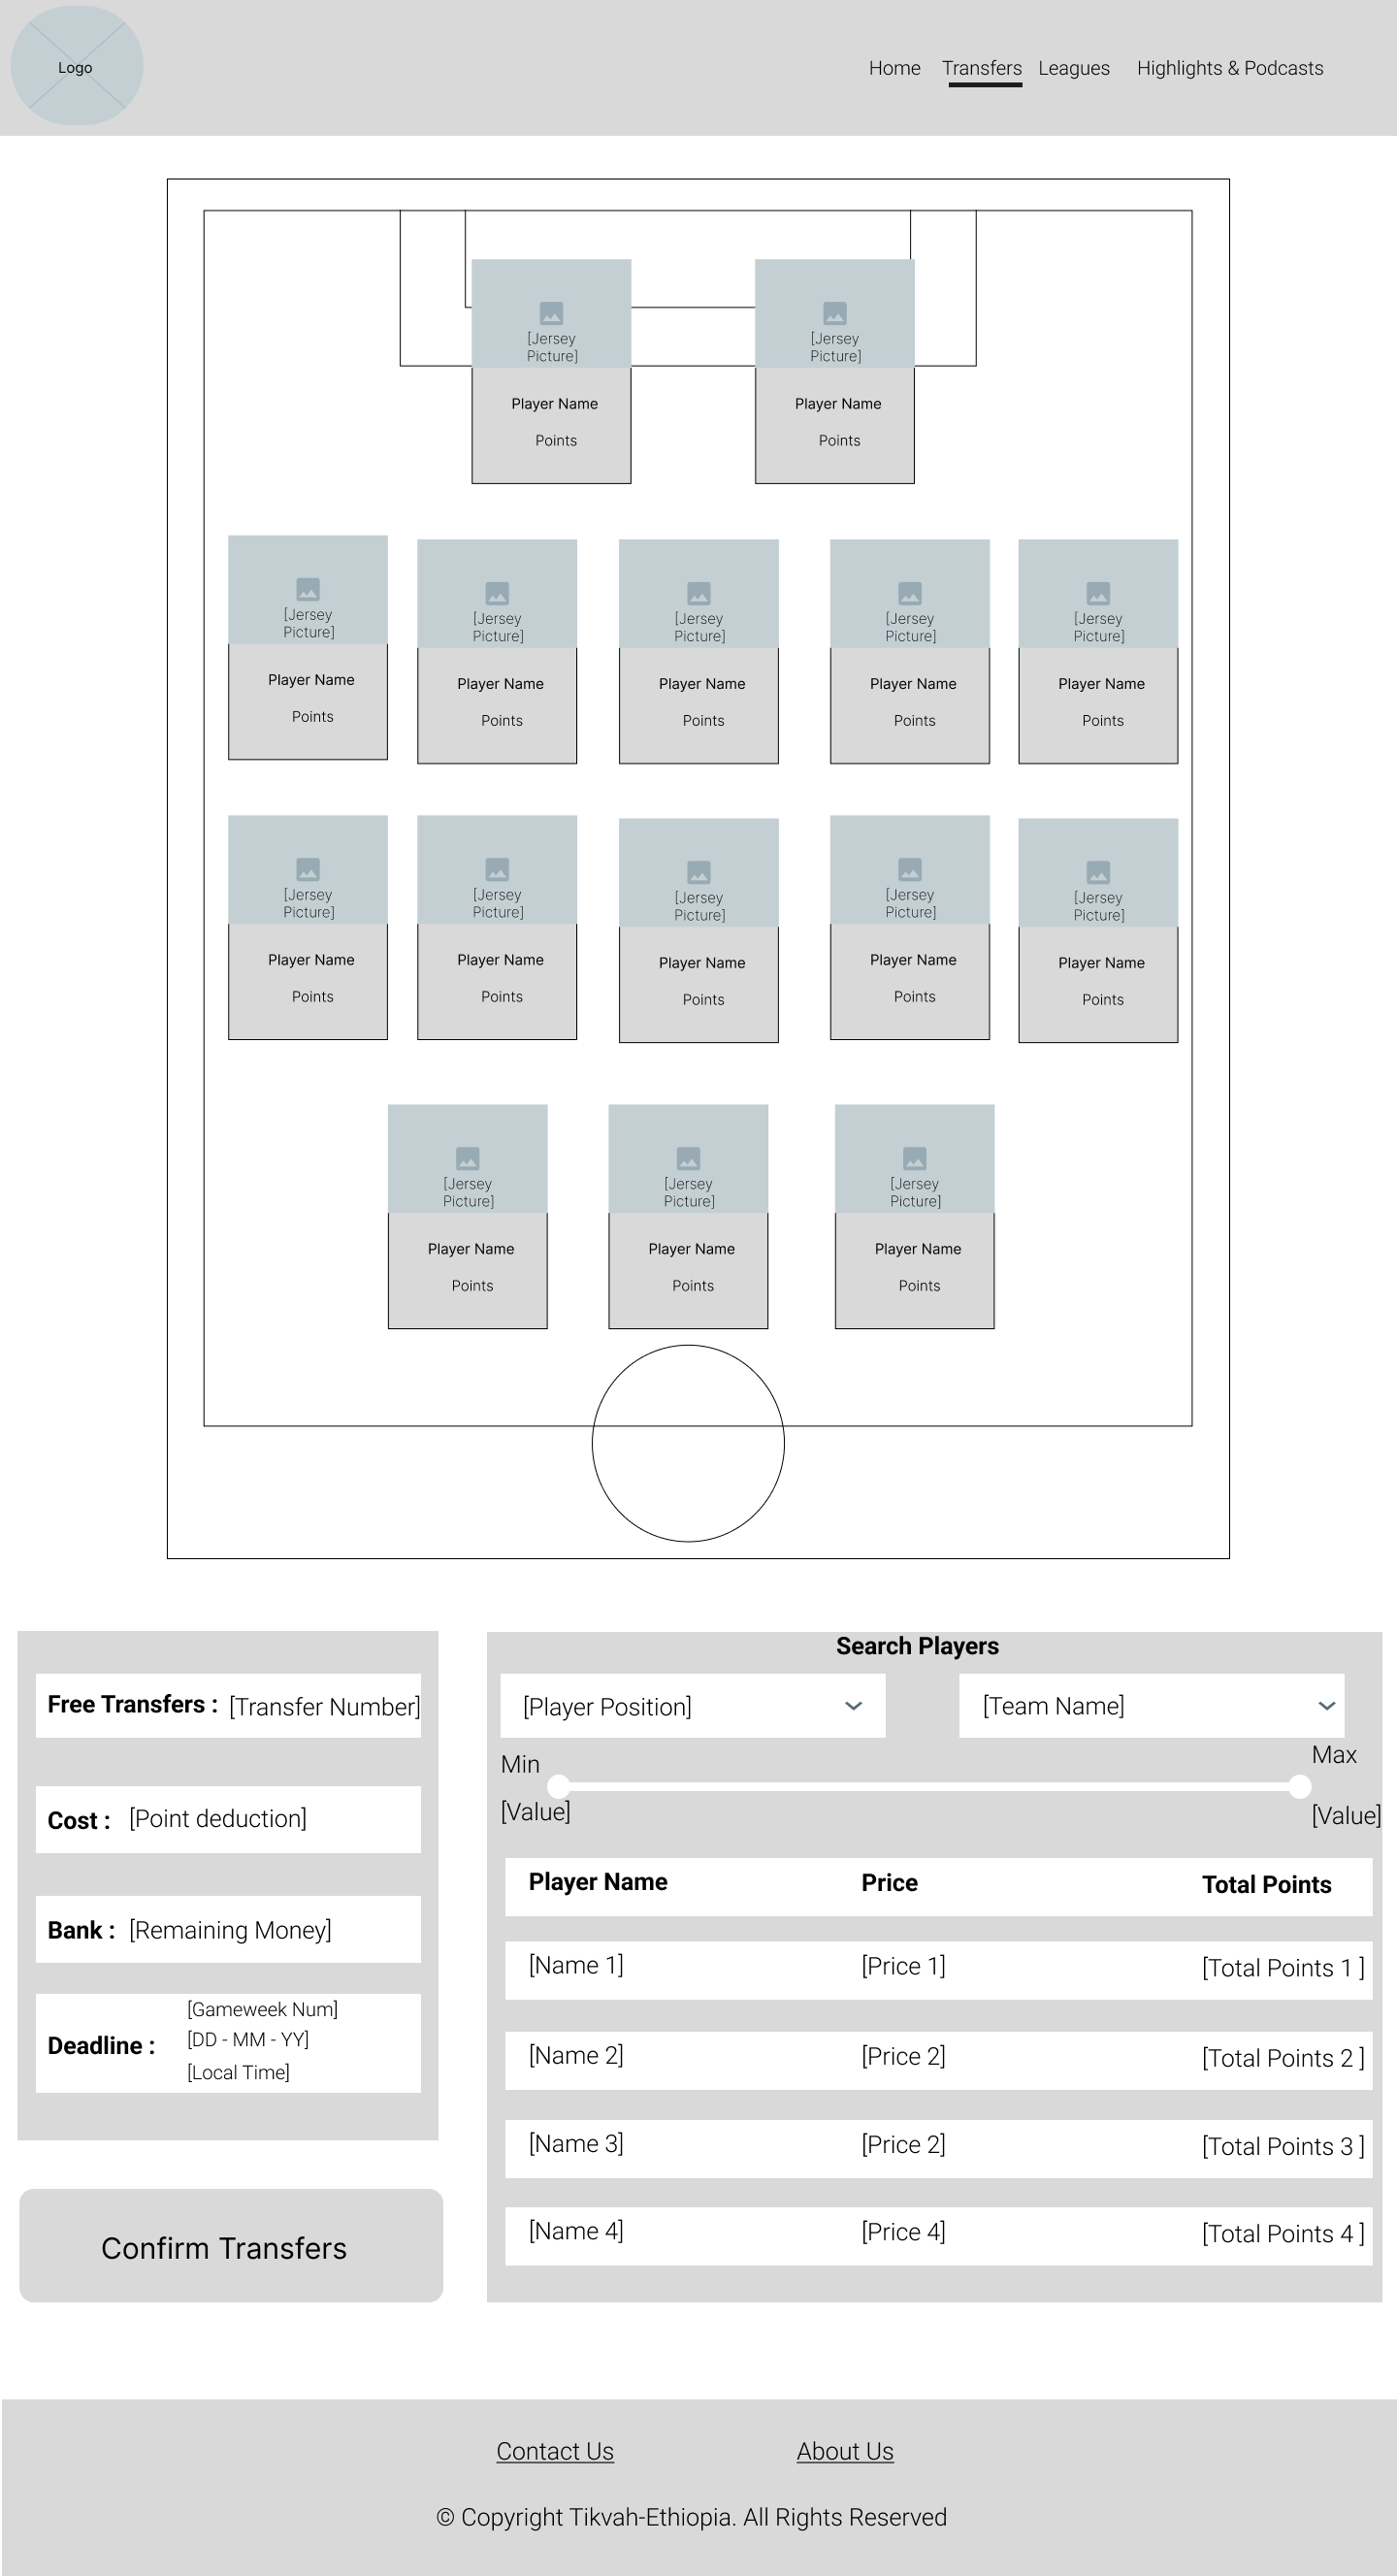 Logo
Home Transfers Leagues Highlights & Podcasts
[Jersey
Picture]
Player Name
Points
[Jersey
Picture]
Player Name
Points
[Jersey
Picture]
Player Name
Points
[Jersey
Picture]
Player Name
Points
[Jersey
Picture]
Player Name
Points
[Jersey
Picture]
Player Name
Points
[Jersey
Picture]
Player Name
Points
[Jersey
Picture]
Player Name
Points
[Jersey
Picture]
Player Name
Points
[Jersey
Picture]
Player Name
Points
[Jersey
Picture]
Player Name
Points
[Jersey
Picture]
Player Name
Points
[Jersey
Picture]
Player Name
Points
[Jersey
Picture]
Player Name
Points
[Jersey
Picture]
Player Name
Points
Free Transfers : [Transfer Number]
Cost : [Point deduction]
Bank : [Remaining Money]
Deadline :
[Gameweek Num]
[DD - MM - YY]
[Local Time]
Confirm Transfers
Search Players
[Player Position]
[Team Name]
Min
Max
[Value]
[Value]
Player Name Price Total Points
[Name 1] [Price 1] [Total Points 1 ]
[Name 2] [Price 2] [Total Points 2 ]
[Name 3] [Price 2] [Total Points 3 ]
[Name 4] [Price 4] [Total Points 4 ]
Contact Us About Us
© Copyright Tikvah-Ethiopia. All Rights Reserved